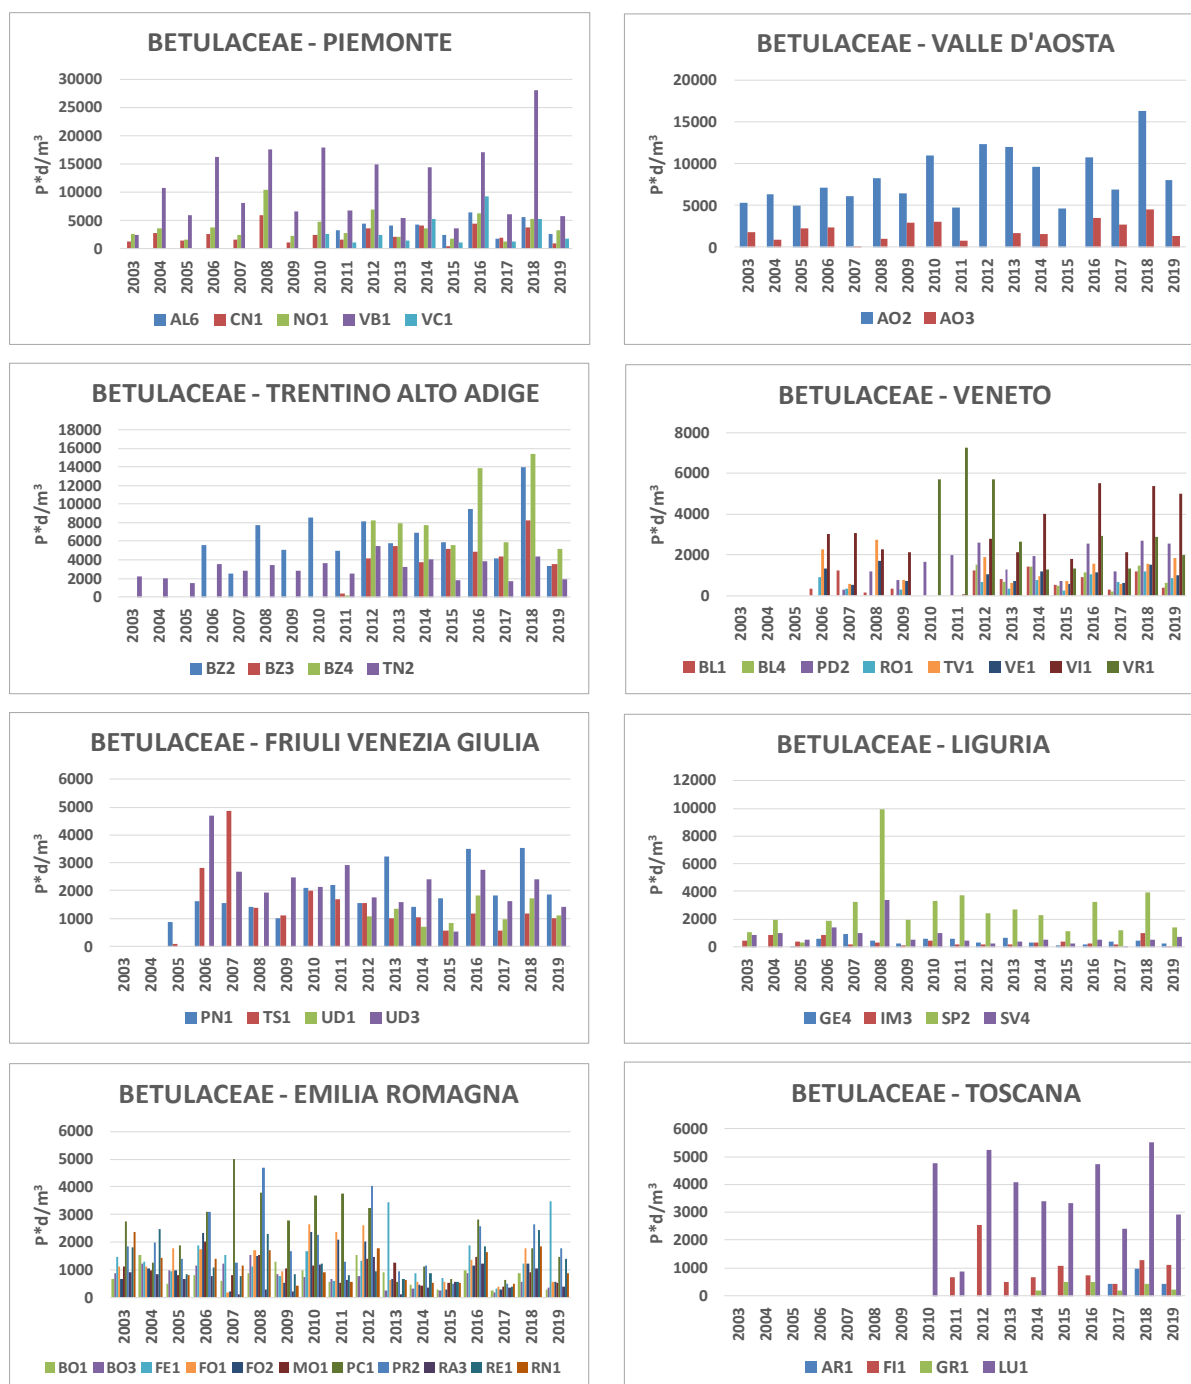 BETULACEAE - PIEMONTE
P*d/m³
30000
25000
20000
15000
10000
5000
0
2003 2004 2005 2006 2007 2008 2009 2010 2011 2012 2013 2014 2015 2016 2017 2018 2019
AL6 CN1 NO1 VB1 VC1
BETULACEAE - VALLE D'AOSTA
P*d/m³
20000
15000
10000
5000
0
2003 2004 2005 2006 2007 2008 2009 2010 2011 2012 2013 2014 2015 2016 2017 2018 2019
AO2 AO3
BETULACEAE - TRENTINO ALTO ADIGE
P*d/m³
18000
16000
14000
12000
10000
8000
6000
4000
2000
0
2003 2004 2005 2006 2007 2008 2009 2010 2011 2012 2013 2014 2015 2016 2017 2018 2019
BZ2 BZ3 BZ4 TN2
BETULACEAE - VENETO
P*d/m³
8000
6000
4000
2000
0
2003 2004 2005 2006 2007 2008 2009 2010 2011 2012 2013 2014 2015 2016 2017 2018 2019
BL1 BL4 PD2 RO1 TV1 VE1 VI1 VR1
BETULACEAE - FRIULI VENEZIA GIULIA
P*d/m³
6000
5000
4000
3000
2000
1000
0
2003 2004 2005 2006 2007 2008 2009 2010 2011 2012 2013 2014 2015 2016 2017 2018 2019
PN1 TS1 UD1 UD3
BETULACEAE - LIGURIA
P*d/m³
12000
10000
8000
6000
4000
2000
0
2003 2004 2005 2006 2007 2008 2009 2010 2011 2012 2013 2014 2015 2016 2017 2018 2019
GE4 IM3 SP2 SV4
BETULACEAE - EMILIA ROMAGNA
P*d/m³
6000
5000
4000
3000
2000
1000
0
2003 2004 2005 2006 2007 2008 2009 2010 2011 2012 2013 2014 2015 2016 2017 2018 2019
BO1 BO3 FE1 FO1 FO2 MO1 PC1 PR2 RA3 RE1 RN1
BETULACEAE - TOSCANA
P*d/m³
6000
5000
4000
3000
2000
1000
0
2003 2004 2005 2006 2007 2008 2009 2010 2011 2012 2013 2014 2015 2016 2017 2018 2019
AR1 FI1 GR1 LU1